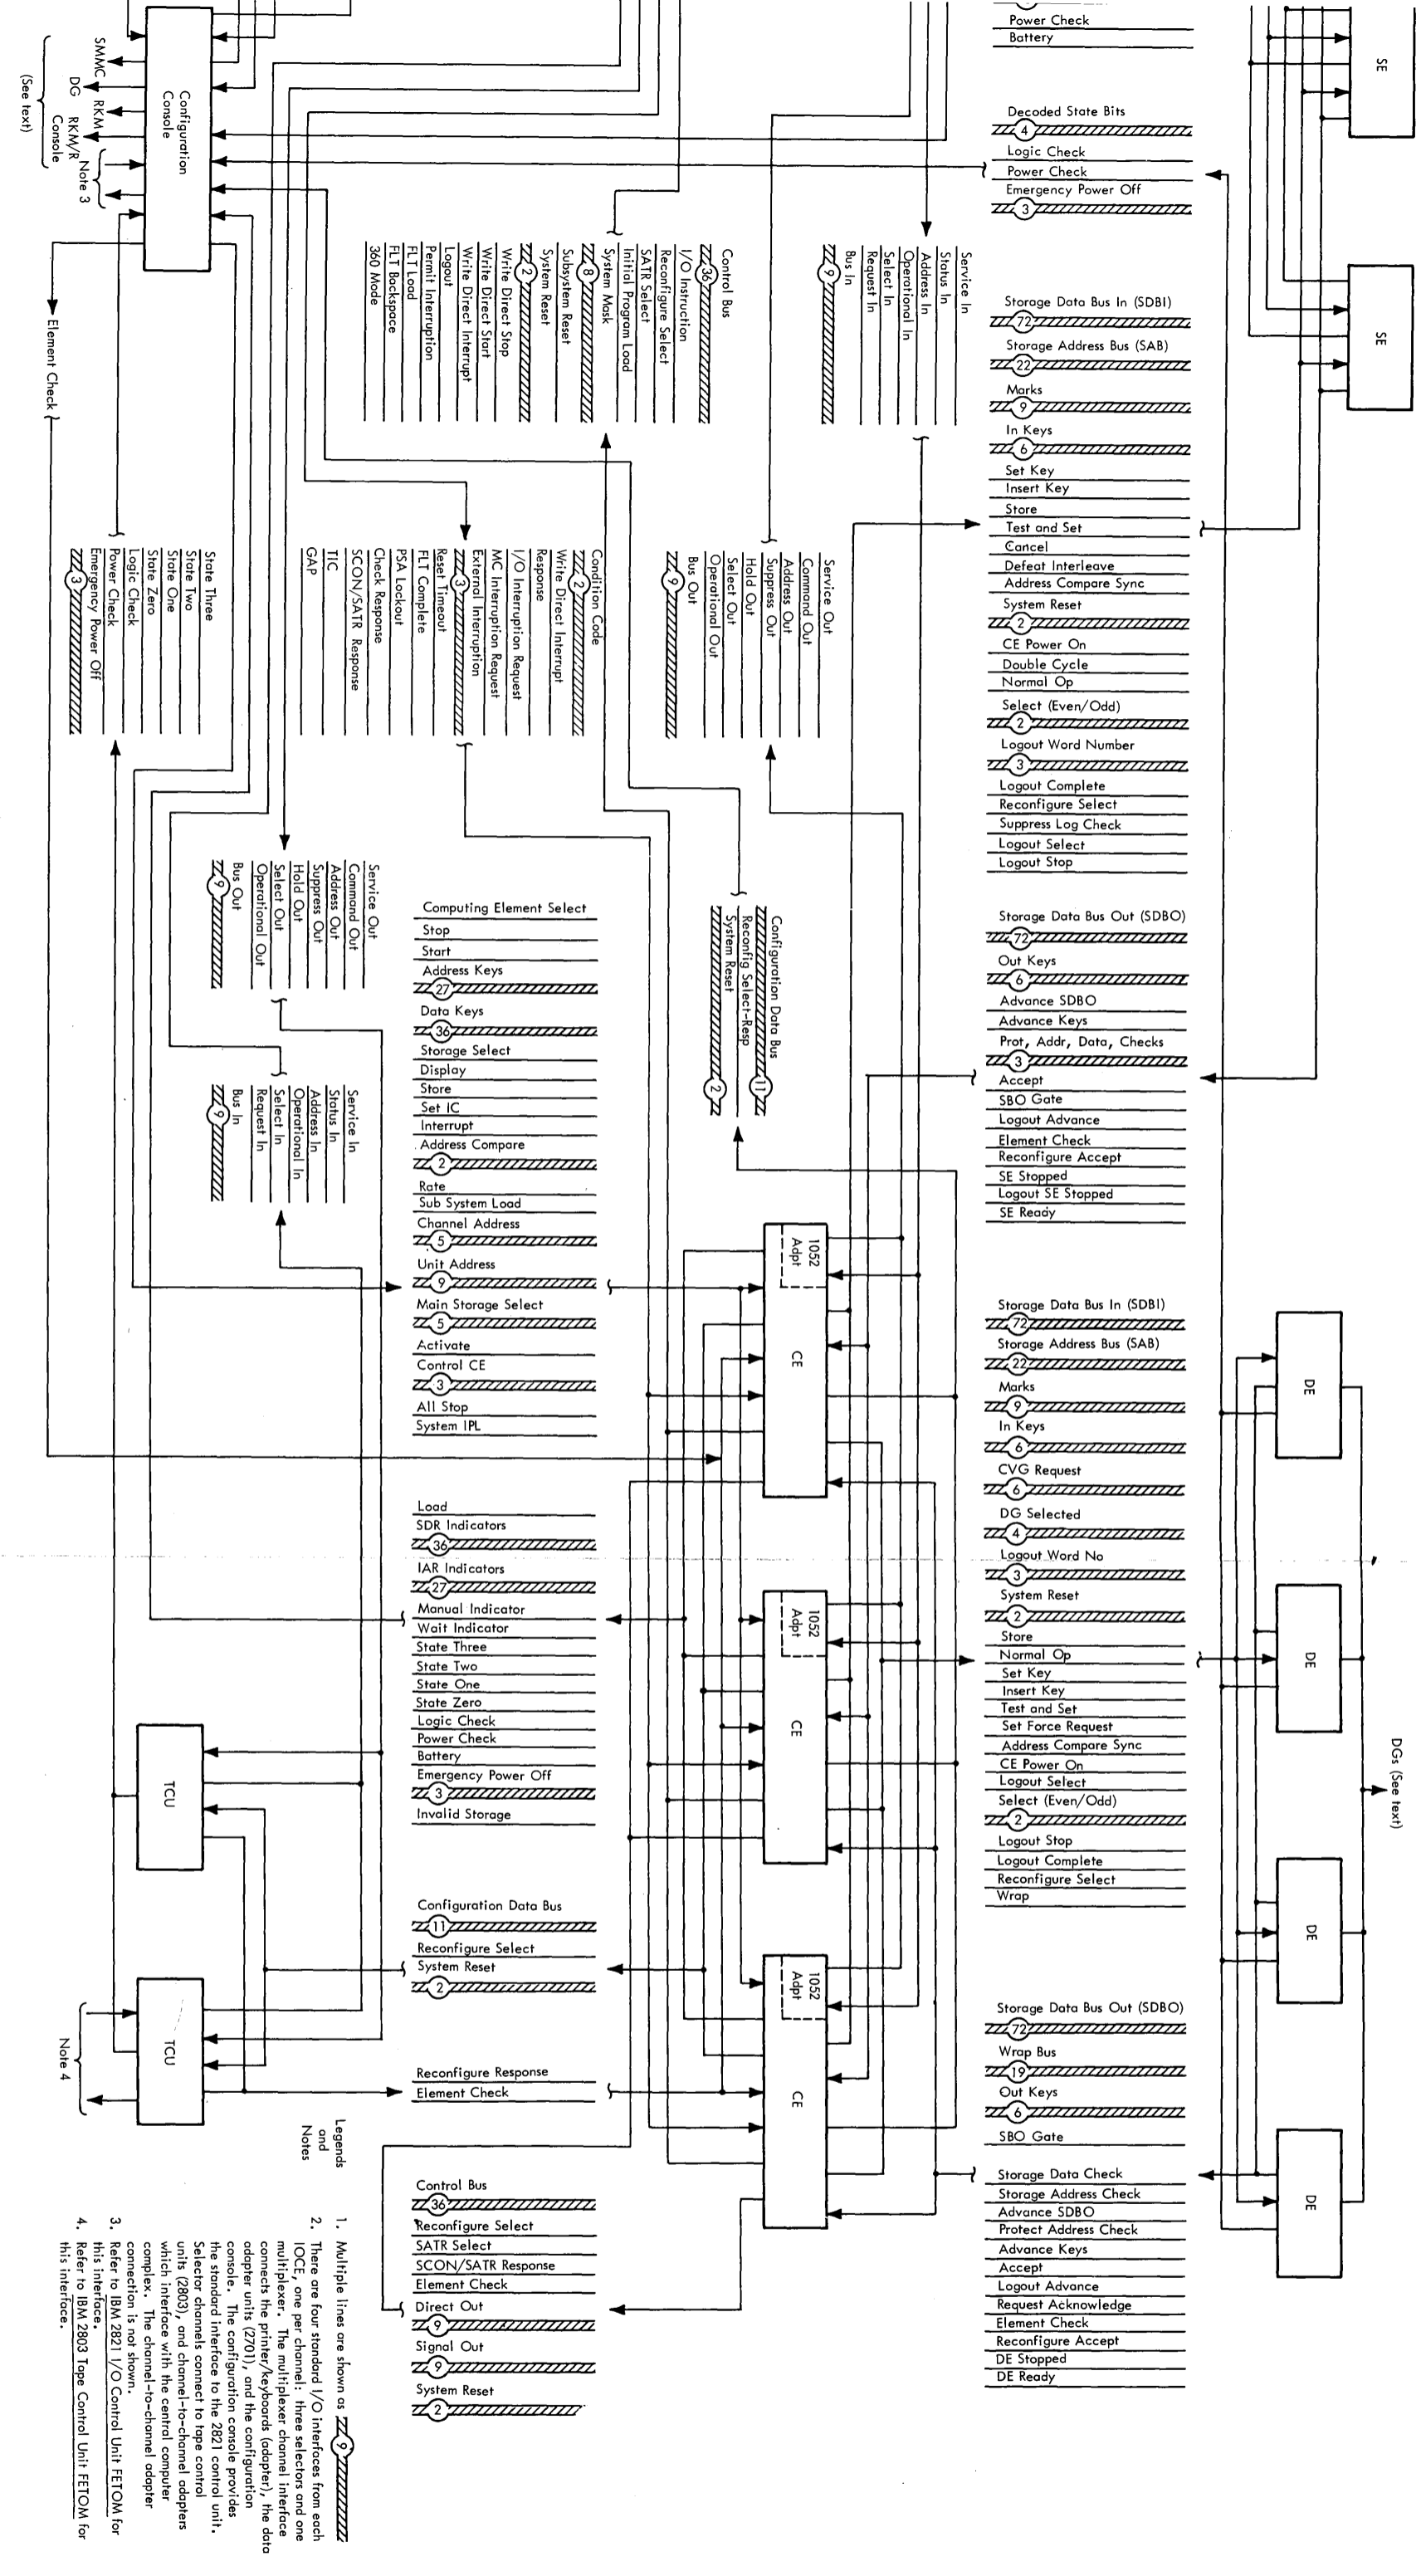 Power Check
Battery
SE
Decoded State Bits
4
Logic Check
Power Check
Emergency Power Off
3
SE
Configuration
Console
SMMC
DG
RKM
RKM/R
Console
(See text)
Note 3
Element Check
Control Bus
36
I/O Instruction
Reconfigure Select
SATR Select
Initial Program Load
System Mask
8
Subsystem Reset
System Reset
2
Write Direct Stop
Write Direct Start
Write Direct Interrupt
Logout
Permit Interruption
FLT Load
FLT Backspace
360 Mode
Service In
Status In
Address In
Operational In
Select In
Request In
Bus In
9
Storage Data Bus In (SDBI)
72
Storage Address Bus (SAB)
22
Marks
9
In Keys
6
Set Key
Insert Key
Store
Test and Set
Cancel
Defeat Interleave
Address Compare Sync
System Reset
2
CE Power On
Double Cycle
Normal Op
Select (Even/Odd)
2
Logout Word Number
3
Logout Complete
Reconfigure Select
Suppress Log Check
Logout Select
Logout Stop
State Three
State Two
State One
State Zero
Logic Check
Power Check
Emergency Power Off
3
Condition Code
2
Write Direct Interrupt
Response
I/O Interruption Request
MC Interruption Request
External Interruption
3
Reset Timeout
FLT Complete
PSA Lockout
Check Response
SCON/SATR Response
TIC
GAP
Service Out
Command Out
Address Out
Suppress Out
Hold Out
Select Out
Operational Out
Bus Out
9
Service Out
Command Out
Address Out
Suppress Out
Hold Out
Select Out
Operational Out
Bus Out
9
Service In
Status In
Address In
Operational In
Select In
Request In
Bus In
9
Computing Element Select
Stop
Start
Address Keys
27
Data Keys
36
Storage Select
Display
Store
Set IC
Interrupt
Address Compare
2
Rate
Sub System Load
Channel Address
5
Unit Address
9
Main Storage Select
5
Activate
Control CE
3
All Stop
System IPL
Configuration Data Bus
11
Reconfig Select-Resp
System Reset
2
Storage Data Bus Out (SDBO)
72
Out Keys
6
Advance SDBO
Advance Keys
Prot, Addr, Data, Checks
3
Accept
SBO Gate
Logout Advance
Element Check
Reconfigure Accept
SE Stopped
Logout SE Stopped
SE Ready
1052
Adpt
CE
1052
Adpt
CE
1052
Adpt
CE
Storage Data Bus In (SDBI)
72
Storage Address Bus (SAB)
22
Marks
9
In Keys
6
CVG Request
6
DG Selected
4
Logout Word No
3
System Reset
2
Store
Normal Op
Set Key
Insert Key
Test and Set
Set Force Request
Address Compare Sync
CE Power On
Logout Select
Select (Even/Odd)
2
Logout Stop
Logout Complete
Reconfigure Select
Wrap
DE
DE
DE
DE
DGs (See text)
Load
SDR Indicators
36
IAR Indicators
27
Manual Indicator
Wait Indicator
State Three
State Two
State One
State Zero
Logic Check
Power Check
Battery
Emergency Power Off
3
Invalid Storage
TCU
TCU
Note 4
Configuration Data Bus
11
Reconfigure Select
System Reset
2
Reconfigure Response
Element Check
Storage Data Bus Out (SDBO)
72
Wrap Bus
19
Out Keys
6
SBO Gate
Storage Data Check
Storage Address Check
Advance SDBO
Protect Address Check
Advance Keys
Accept
Logout Advance
Request Acknowledge
Element Check
Reconfigure Accept
DE Stopped
DE Ready
Control Bus
36
Reconfigure Select
SATR Select
SCON/SATR Response
Element Check
Direct Out
9
Signal Out
9
System Reset
2
Legends
and
Notes
1. Multiple lines are shown as 9
2. There are four standard I/O interfaces from each
IOCE, one per channel: three selectors and one
multiplexer. The multiplexer channel interface
connects the printer/keyboards (adapter), the data
adapter units (2701), and the configuration
console. The configuration console provides
the standard interface to the 2821 control unit.
Selector channels connect to tape control
units (2803), and channel-to-channel adapters
which interface with the central computer
complex. The channel-to-channel adapter
connection is not shown.
3. Refer to IBM 2821 I/O Control Unit FETOM for
this interface.
4. Refer to IBM 2803 Tape Control Unit FETOM for
this interface.